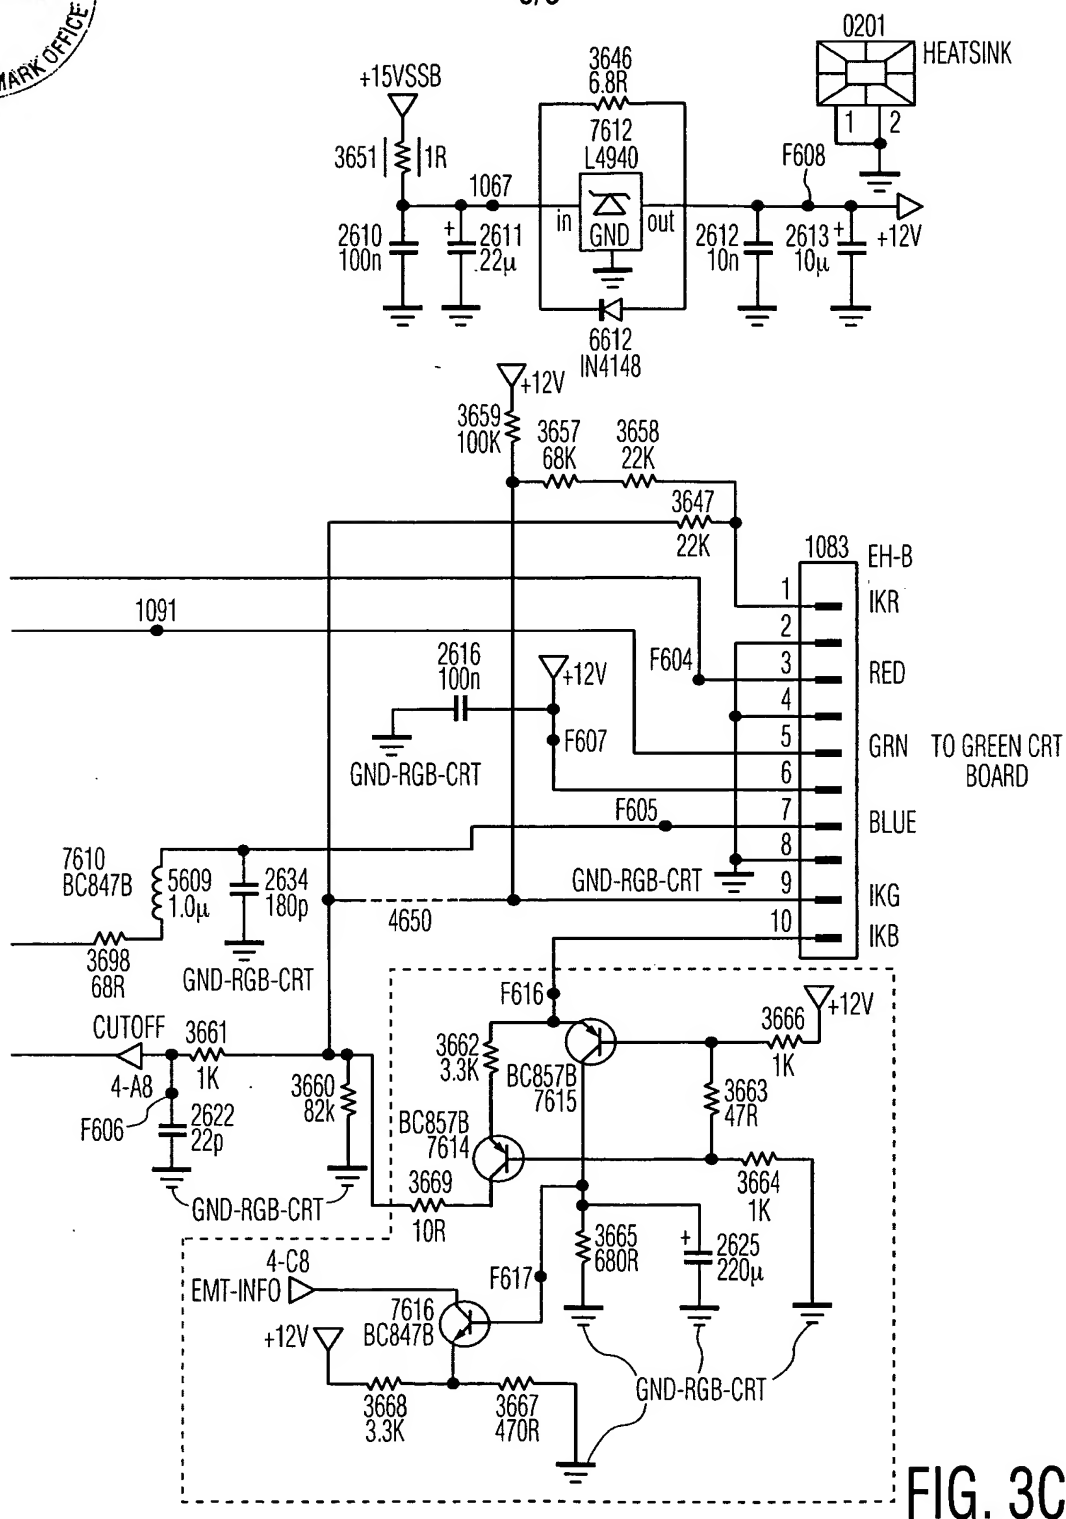 MARK OFFICE
0201
HEATSINK
1 2
+15VSSB
3646
6.8R
7612
L4940
3651 1R
F608
1067
in
GND
out
2610
100n
+
2611
22μ
2612
10n
2613
10μ
+
+12V
6612
IN4148
+12V
3659
100K
3657
68K
3658
22K
3647
22K
1083
EH-B
1
IKR
1091
2
2616
100n
+12V
F604
3
RED
4
F607
5
GRN
TO GREEN CRT
BOARD
GND-RGB-CRT
6
F605
7
BLUE
7610
BC847B
5609
1.0μ
2634
180p
8
GND-RGB-CRT
9
IKG
4650
10
IKB
3698
68R
GND-RGB-CRT
F616
+12V
CUTOFF
3661
1K
3662
3.3K
3666
1K
4-A8
3660
82k
BC857B
7615
3663
47R
F606
2622
22p
BC857B
7614
GND-RGB-CRT
3669
10R
3664
1K
3665
680R
+
2625
220μ
4-C8
EMT-INFO
F617
7616
BC847B
+12V
GND-RGB-CRT
3668
3.3K
3667
470R
FIG. 3C